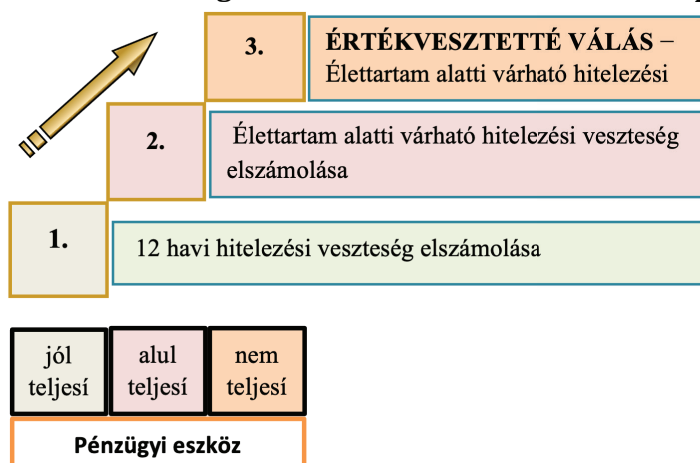 3.
ÉRTÉKVESZTETTÉ VÁLÁS –
Élettartam alatti várható hitelezési
2.
Élettartam alatti várható hitelezési veszteség
elszámolása
1.
12 havi hitelezési veszteség elszámolása
jól
teljesí
alul
teljesí
nem
teljesí
Pénzügyi eszköz